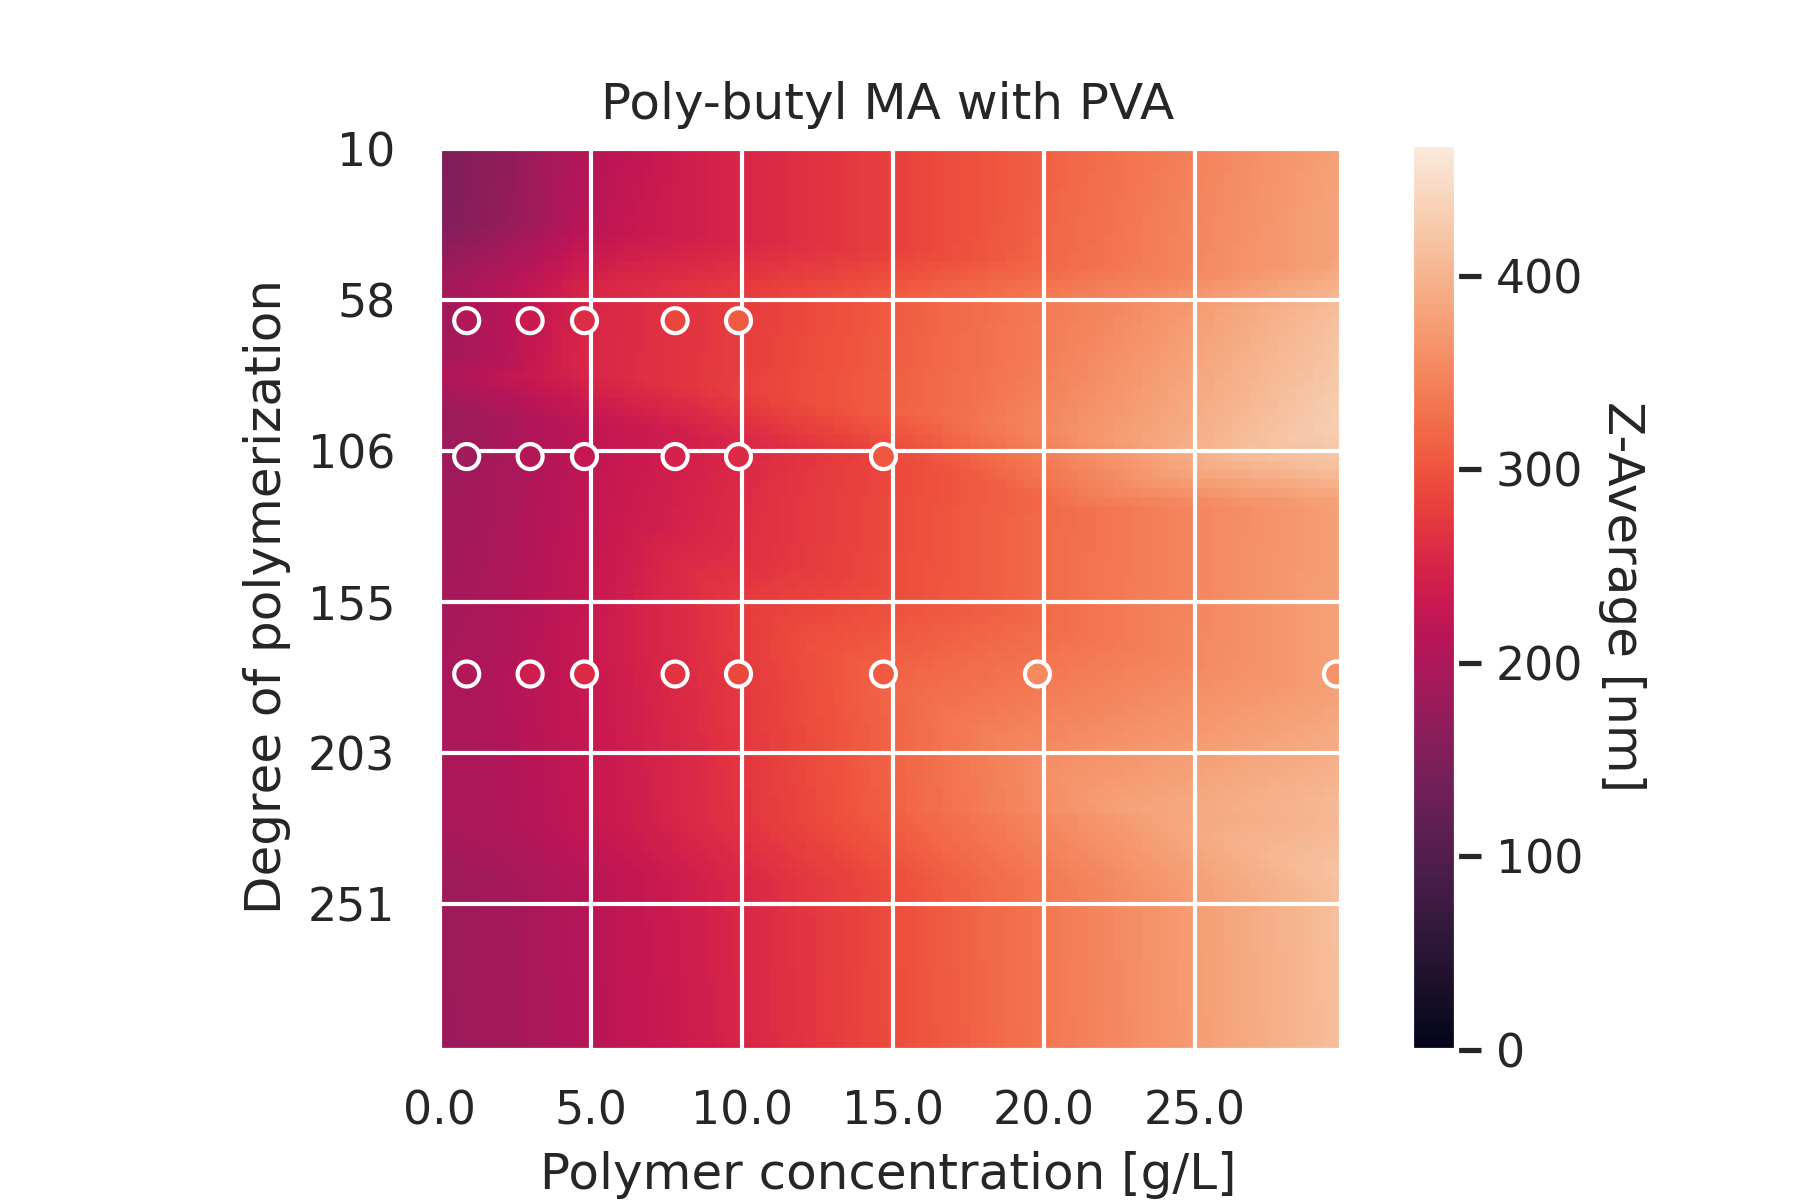 Poly-butyl MA with PVA
Degree of polymerization
10
58
106
155
203
251
0.0 5.0 10.0 15.0 20.0 25.0
Polymer concentration [g/L]
400
300
200
100
0
Z-Average [nm]